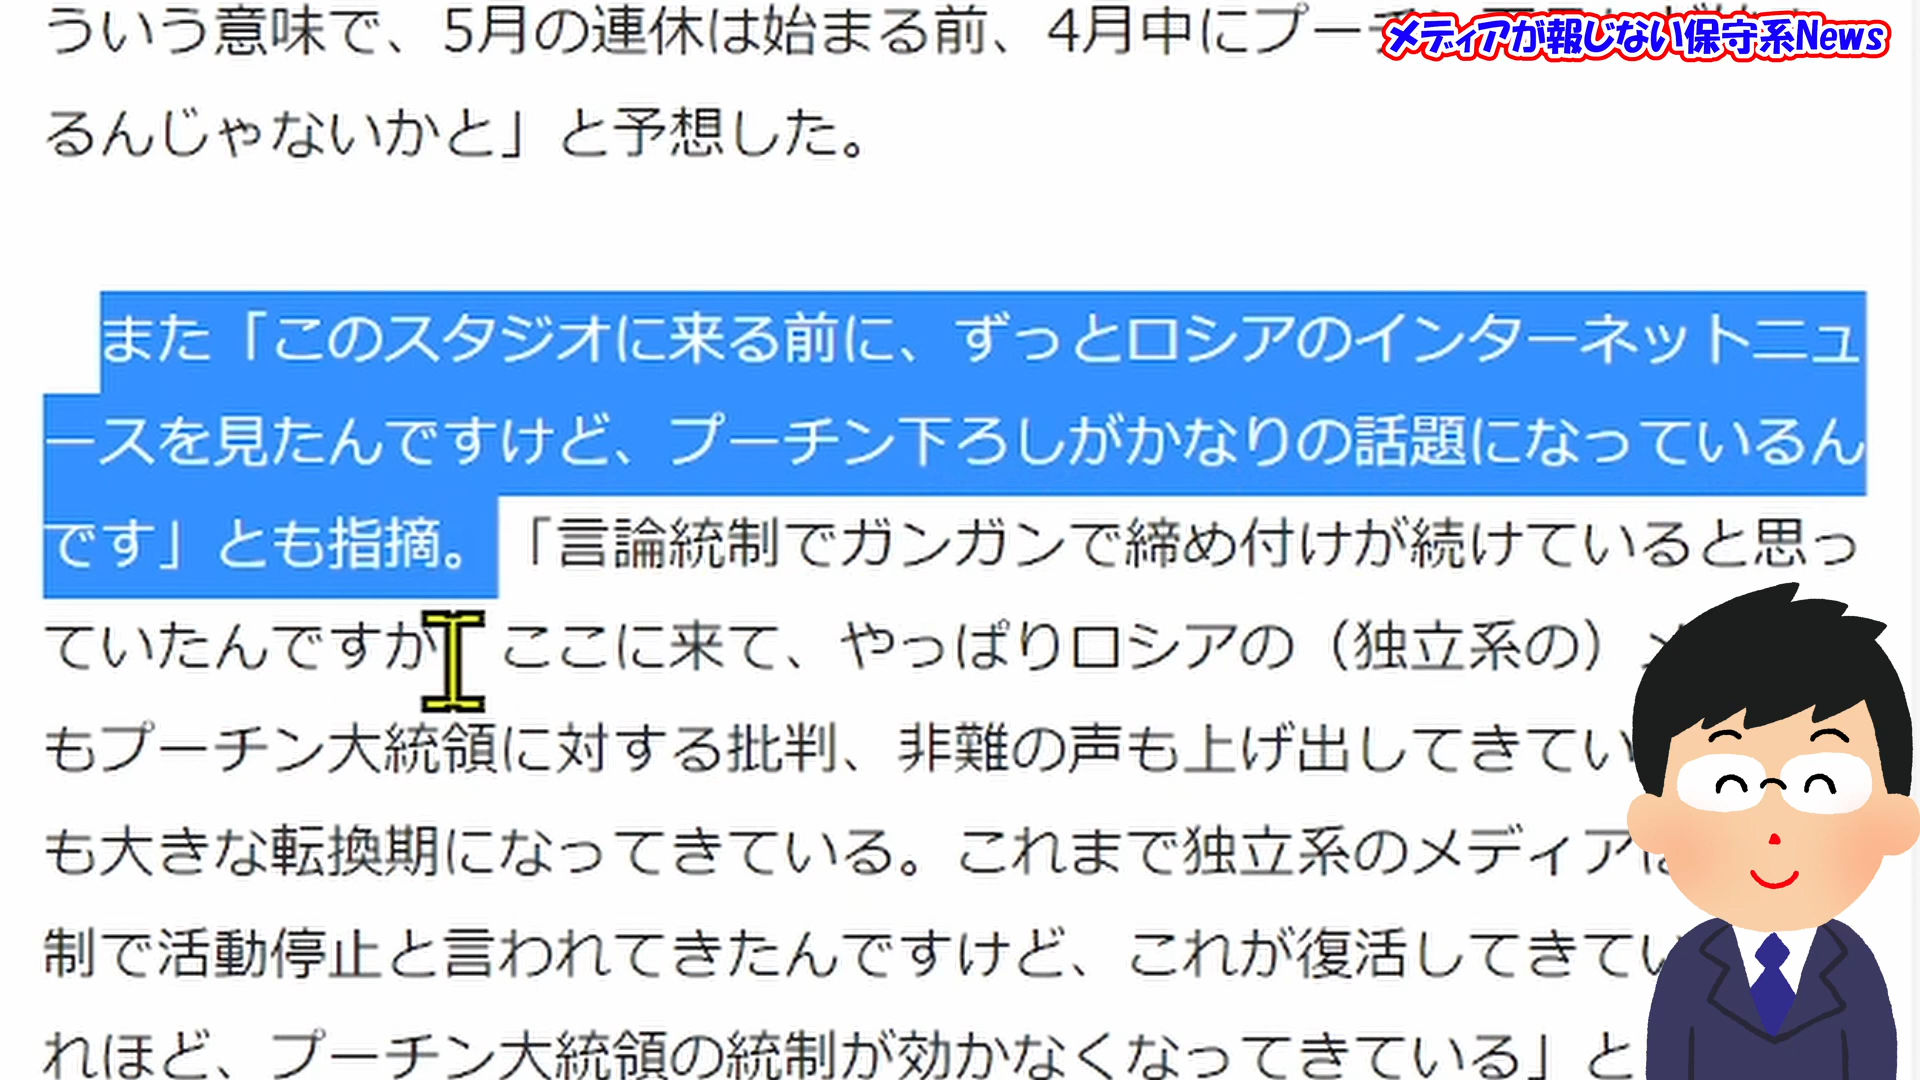 ういう意味で、5月の連休は始まる前、4月中にプー
メディアが報じない保守系News
るんじゃないかと」と予想した。
また「このスタジオに来る前に、ずっとロシアのインターネットニュ
ースを見たんですけど、プーチン下ろしがかなりの話題になっているん
です」とも指摘。「言論統制でガンガンで締め付けが続けていると思っ
ていたんですが ここに来て、やっぱりロシアの（独立系の）
もプーチン大統領に対する批判、非難の声も上げ出してきてい
も大きな転換期になってきている。これまで独立系のメディア
制で活動停止と言われてきたんですけど、これが復活してきてい
れほど、プーチン大統領の統制が効かなくなってきている」と